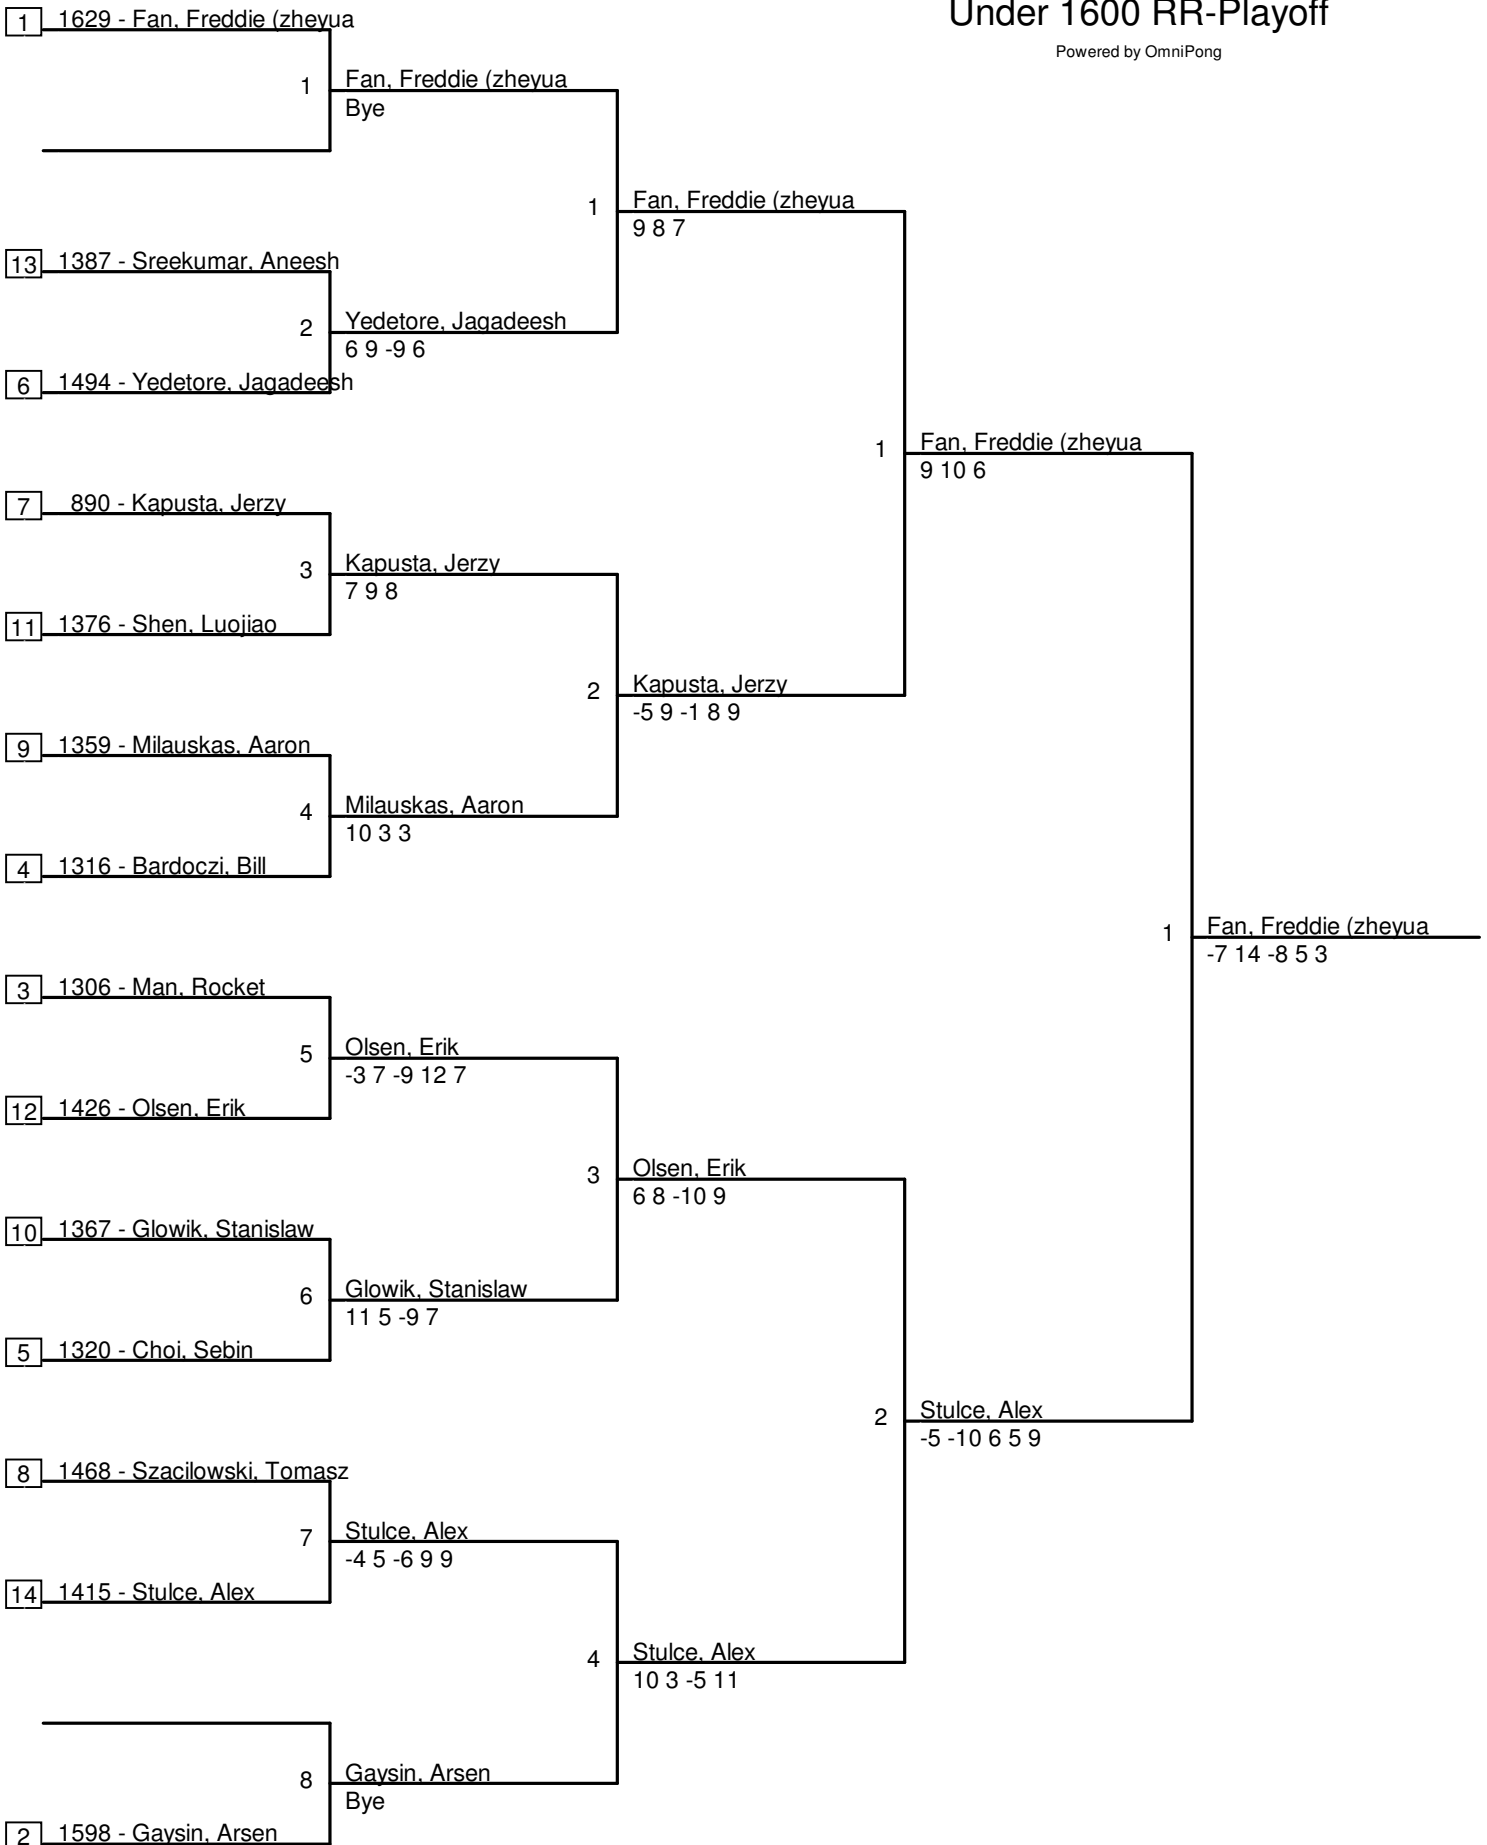 Under 1600 RR-Playoff
Powered by OmniPong
1 1629 - Fan, Freddie (zheyua
1 Fan, Freddie (zheyua
Bye
1 Fan, Freddie (zheyua
9 8 7
13 1387 - Sreekumar, Aneesh
2 Yedetore, Jagadeesh
6 9 -9 6
6 1494 - Yedetore, Jagadeesh
1 Fan, Freddie (zheyua
9 10 6
7 890 - Kapusta, Jerzy
3 Kapusta, Jerzy
7 9 8
11 1376 - Shen, Luojiao
2 Kapusta, Jerzy
-5 9 -1 8 9
9 1359 - Milauskas, Aaron
4 Milauskas, Aaron
10 3 3
4 1316 - Bardoczi, Bill
1 Fan, Freddie (zheyua
-7 14 -8 5 3
3 1306 - Man, Rocket
5 Olsen, Erik
-3 7 -9 12 7
12 1426 - Olsen, Erik
3 Olsen, Erik
6 8 -10 9
10 1367 - Glowik, Stanislaw
6 Glowik, Stanislaw
11 5 -9 7
5 1320 - Choi, Sebin
2 Stulce, Alex
-5 -10 6 5 9
8 1468 - Szacilowski, Tomasz
7 Stulce, Alex
-4 5 -6 9 9
14 1415 - Stulce, Alex
4 Stulce, Alex
10 3 -5 11
8 Gaysin, Arsen
Bye
2 1598 - Gaysin, Arsen